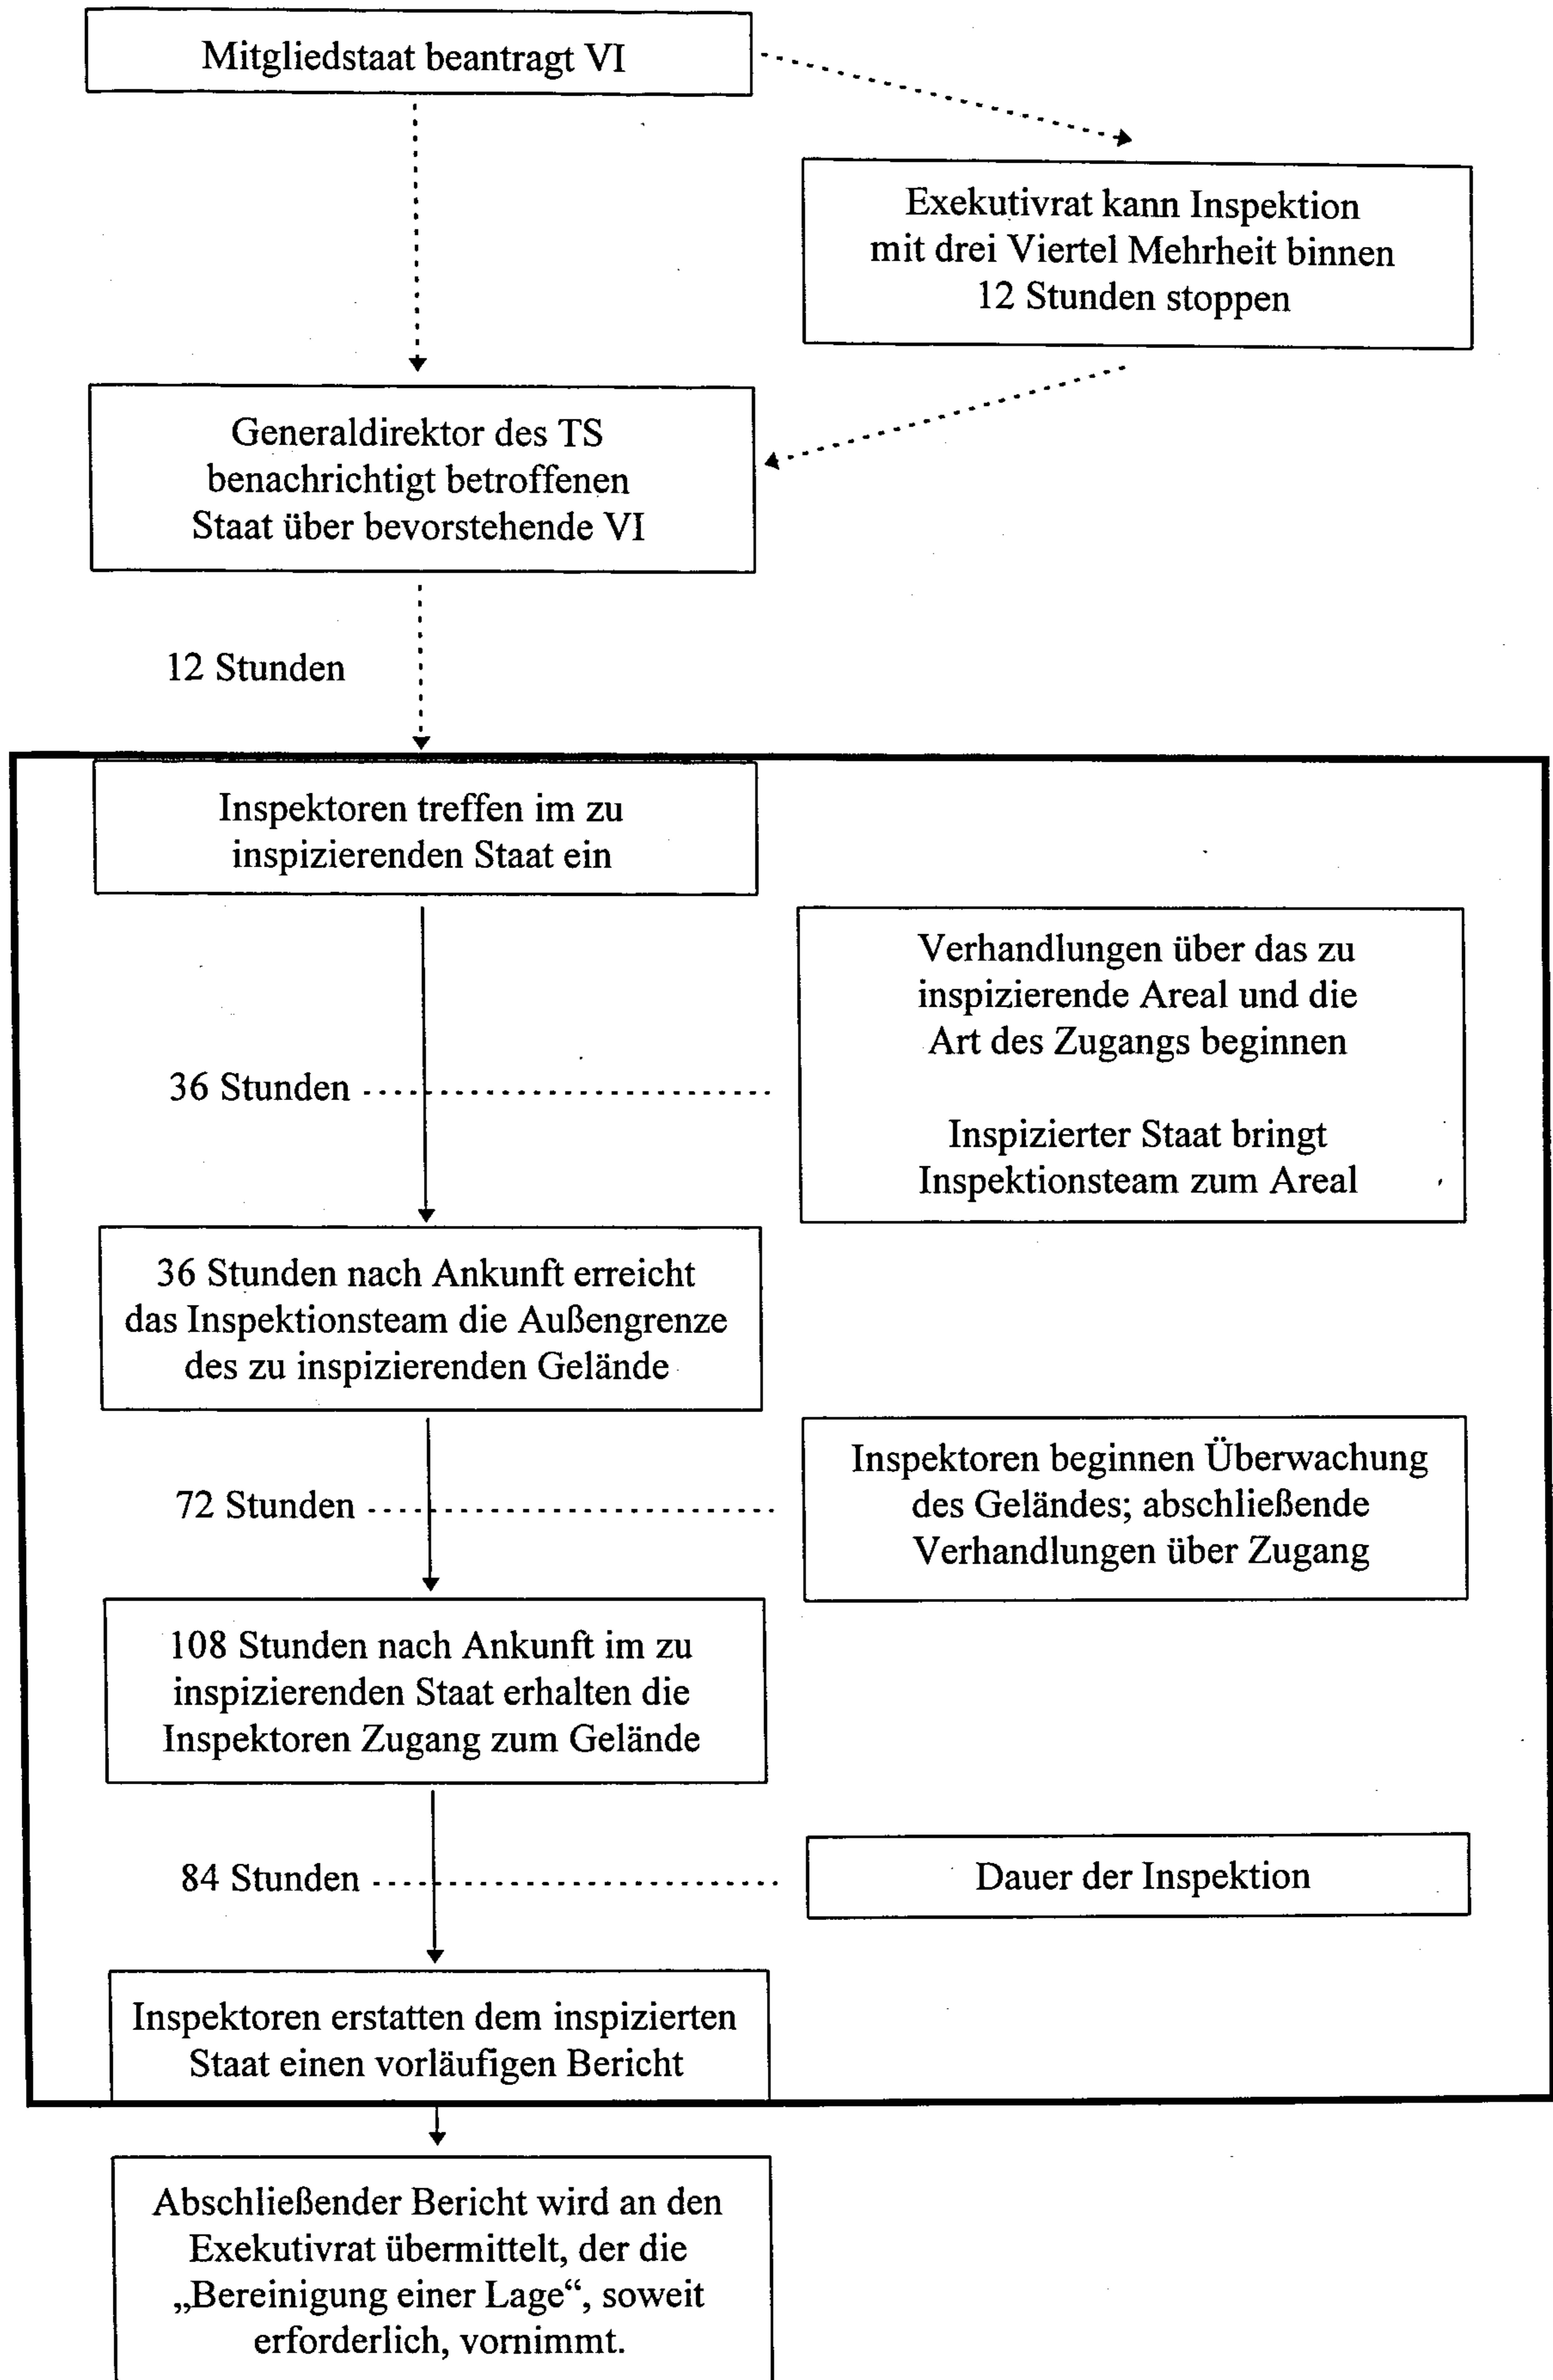 Mitgliedstaat beantragt VI
Exekutivrat kann Inspektion
mit drei Viertel Mehrheit binnen
12 Stunden stoppen
Generaldirektor des TS
benachrichtigt betroffenen
Staat über bevorstehende VI
12 Stunden
Inspektoren treffen im zu
inspizierenden Staat ein
Verhandlungen über das zu
inspizierende Areal und die
Art des Zugangs beginnen
36 Stunden
Inspizierter Staat bringt
Inspektionsteam zum Areal
36 Stunden nach Ankunft erreicht
das Inspektionsteam die Außengrenze
des zu inspizierenden Gelände
Inspektoren beginnen Überwachung
des Geländes; abschließende
Verhandlungen über Zugang
72 Stunden
108 Stunden nach Ankunft im zu
inspizierenden Staat erhalten die
Inspektoren Zugang zum Gelände
84 Stunden
Dauer der Inspektion
Inspektoren erstatten dem inspizierten
Staat einen vorläufigen Bericht
Abschließender Bericht wird an den
Exekutivrat übermittelt, der die
„Bereinigung einer Lage“, soweit
erforderlich, vornimmt.